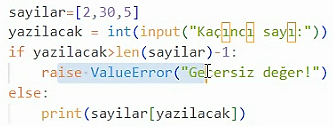 sayilar=[2,30,5]
yazilacak = int(input("Kaçıncı sayı:"))
if yazilacak>len(sayilar)-1:
    raise ValueError("Geçersiz değer!")
else:
    print(sayilar[yazilacak])